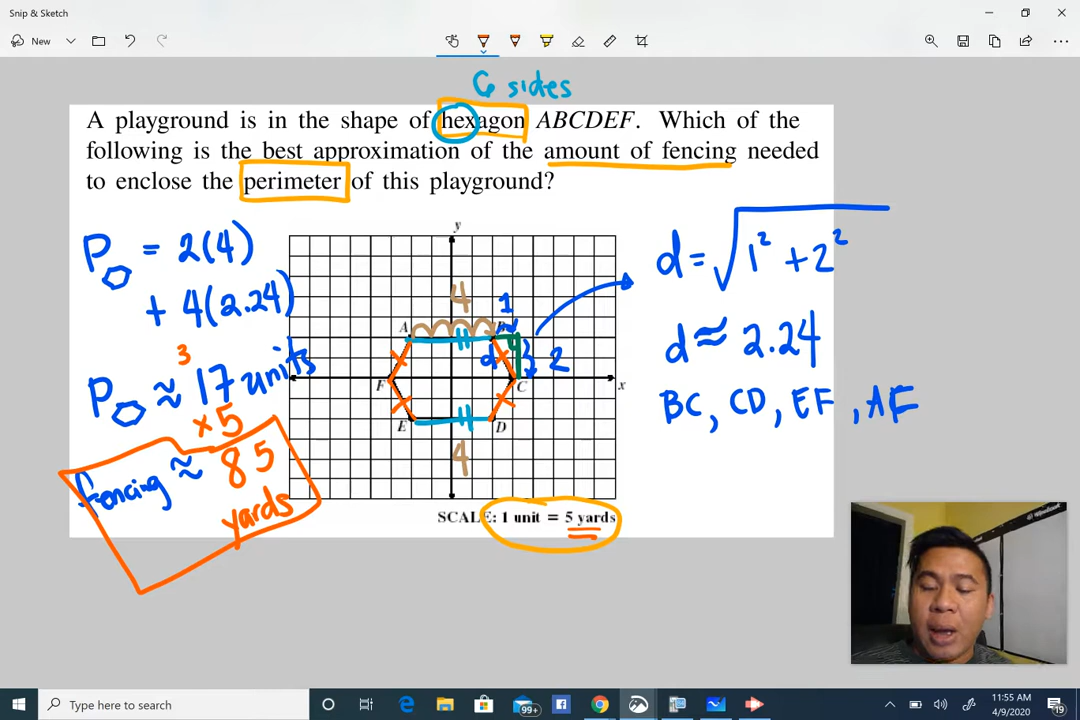 Snip & Sketch
New
6 sides
A playground is in the shape of hexagon ABCDEF. Which of the
following is the best approximation of the amount of fencing needed
to enclose the perimeter of this playground?
P = 2(4)
+ 4(2.24)
P ≈ 17 units
3
× 5
fencing ≈ 85
yards
y
4
1
A
B
d
2
F
C
x
E
D
4
SCALE: 1 unit = 5 yards
d = √1² + 2²
d ≈ 2.24
BC, CD, EF, AF
Type here to search
99+
11:55 AM
4/9/2020
19